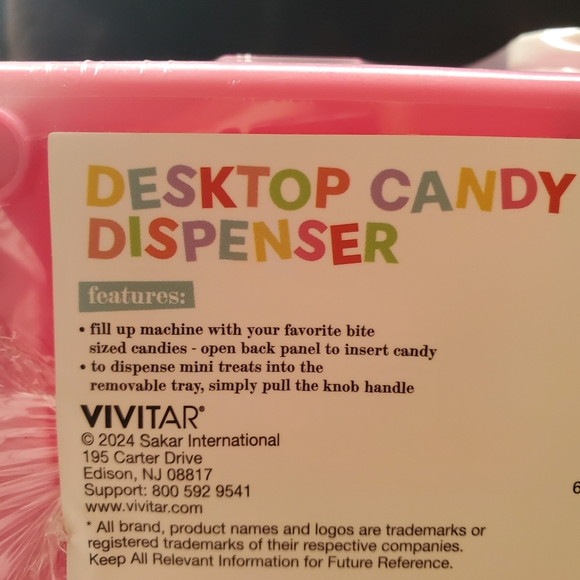 DESKTOP CANDY
DISPENSER
features:
• fill up machine with your favorite bite
sized candies - open back panel to insert candy
• to dispense mini treats into the
removable tray, simply pull the knob handle
VIVITAR®
© 2024 Sakar International
195 Carter Drive
Edison, NJ 08817
Support: 800 592 9541
www.vivitar.com
6
* All brand, product names and logos are trademarks or
registered trademarks of their respective companies.
Keep All Relevant Information for Future Reference.